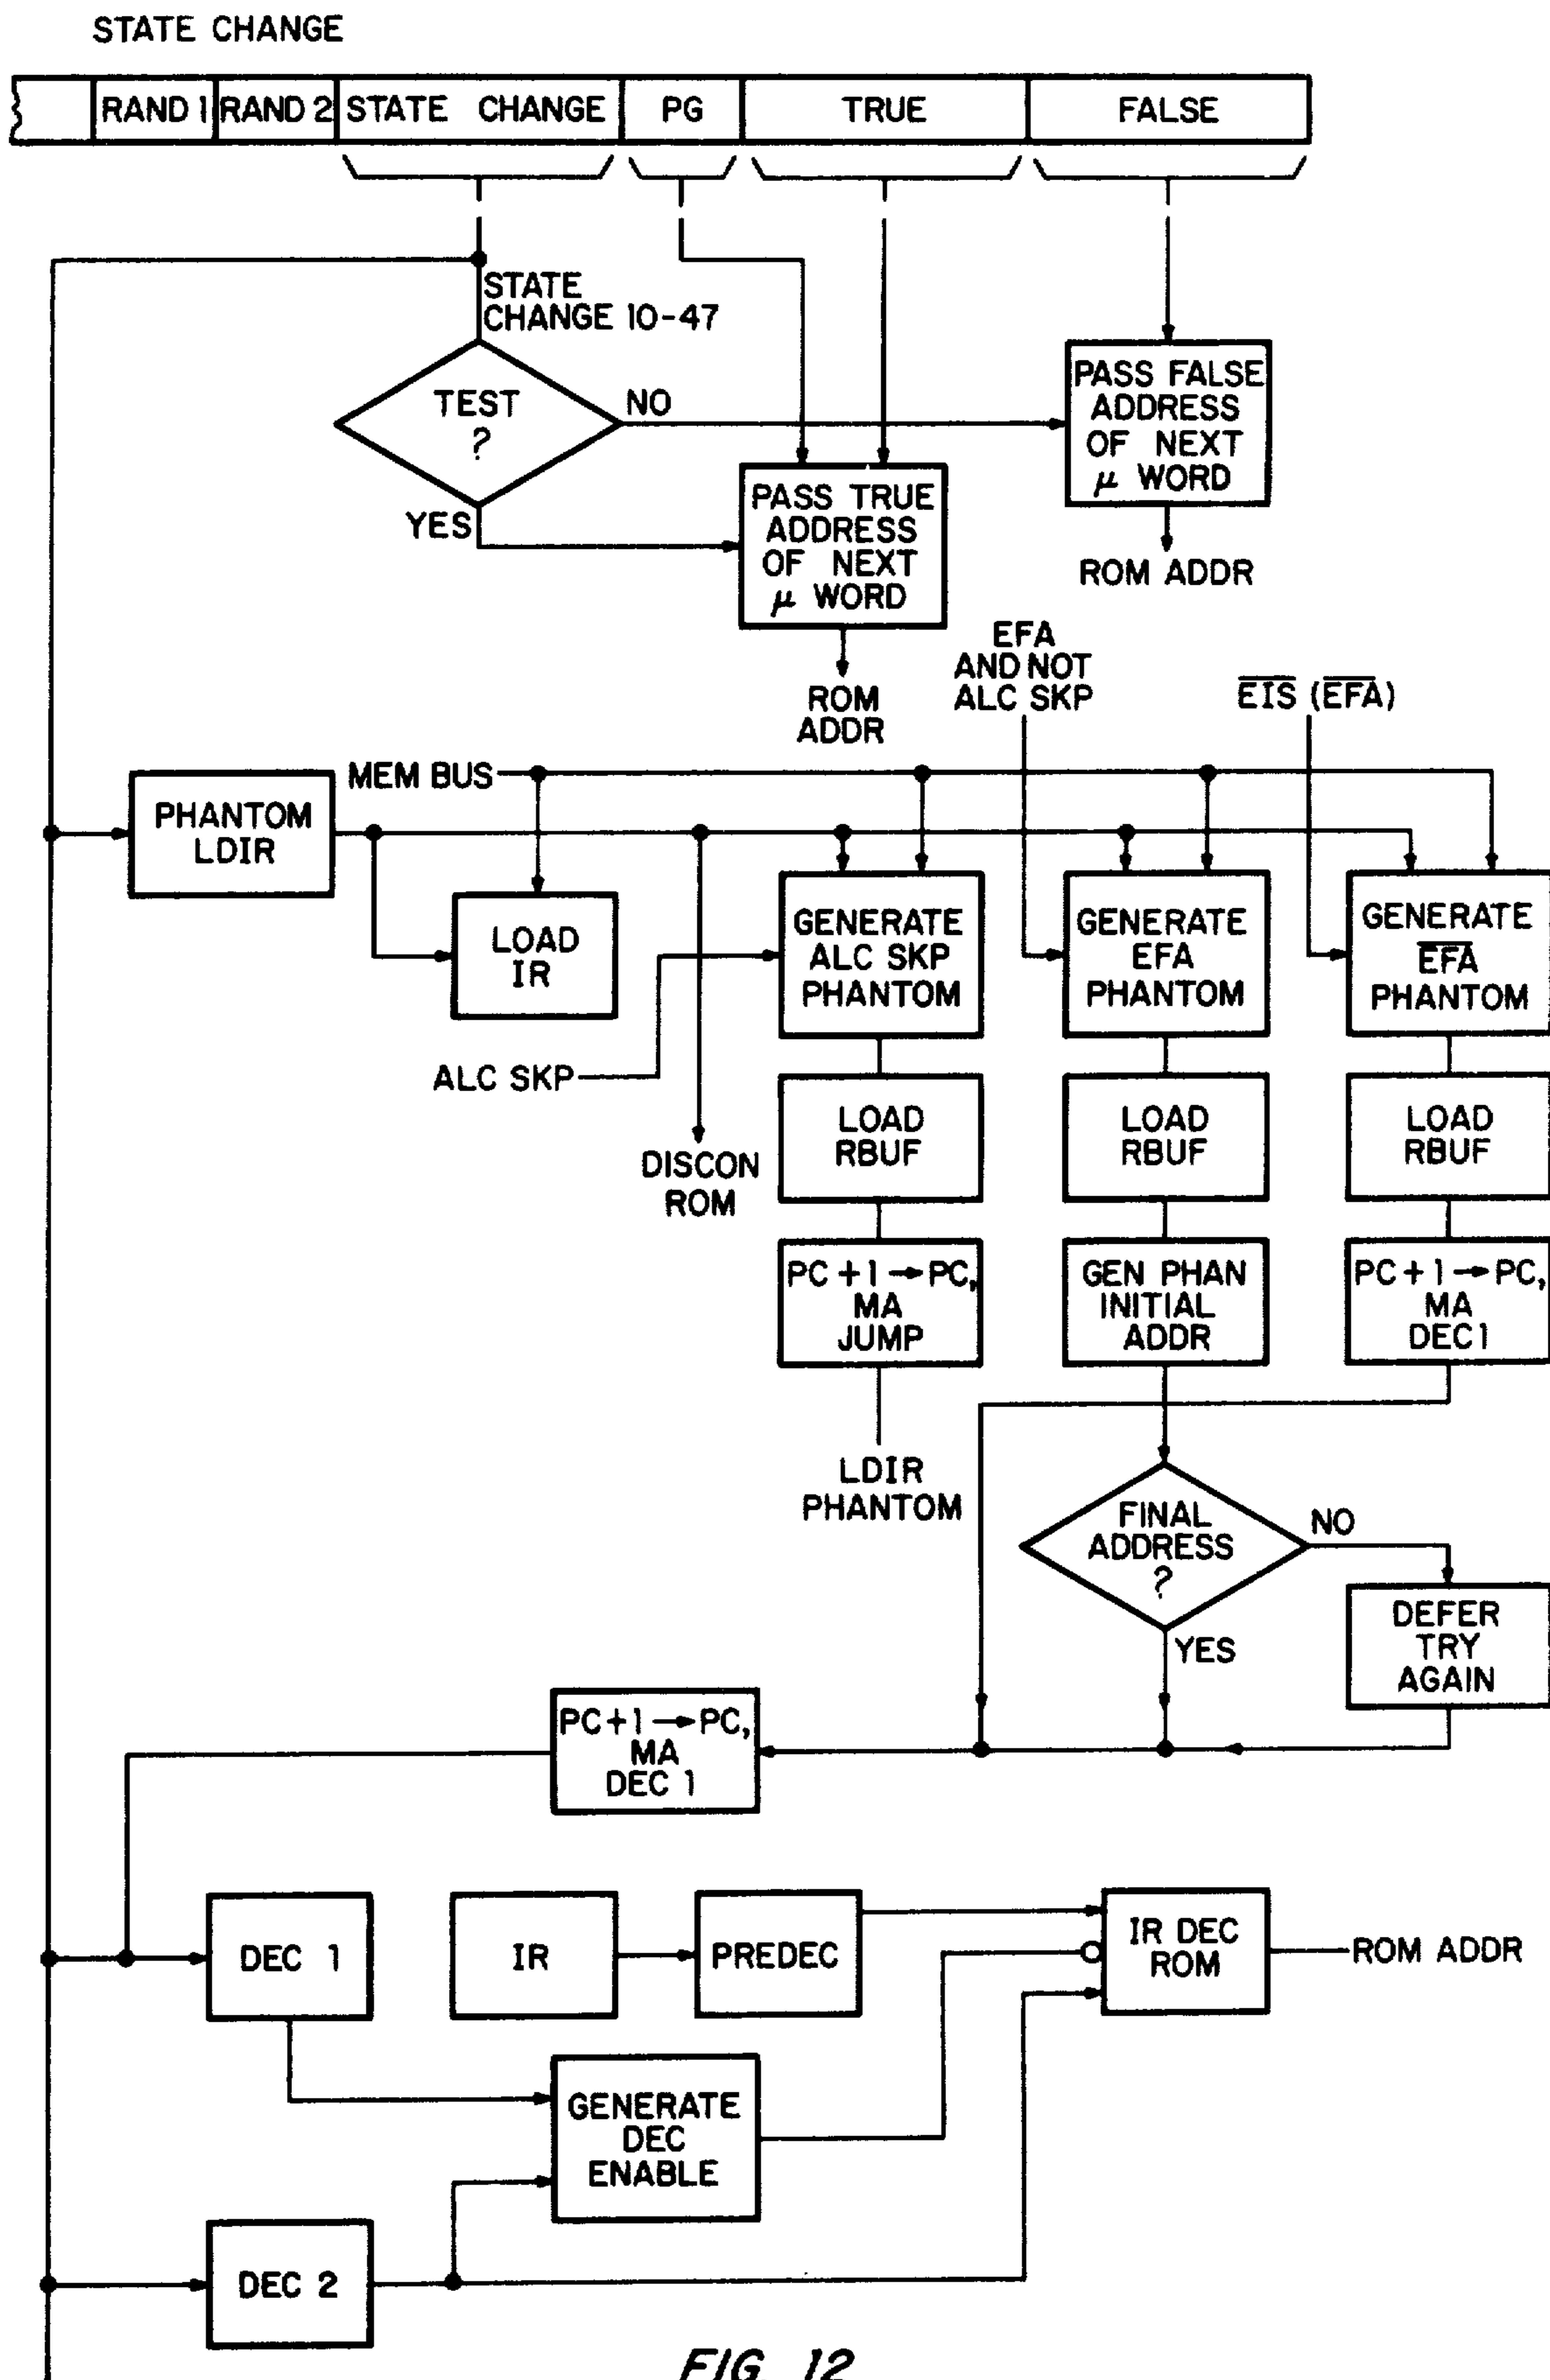 STATE CHANGE
RAND 1 RAND 2 STATE CHANGE PG TRUE FALSE
STATE
CHANGE 10-47
TEST
?
NO
YES
PASS FALSE
ADDRESS
OF NEXT
μ WORD
ROM ADDR
PASS TRUE
ADDRESS
OF NEXT
μ WORD
ROM
ADDR
EFA
AND NOT
ALC SKP
E̅I̅S̅ (E̅F̅A̅)
MEM BUS
PHANTOM
LDIR
LOAD
IR
ALC SKP
DISCON
ROM
GENERATE
ALC SKP
PHANTOM
GENERATE
EFA
PHANTOM
GENERATE
E̅F̅A̅
PHANTOM
LOAD
RBUF
LOAD
RBUF
LOAD
RBUF
PC+1→PC,
MA
JUMP
GEN PHAN
INITIAL
ADDR
PC+1→PC,
MA
DEC 1
LDIR
PHANTOM
FINAL
ADDRESS
?
NO
YES
DEFER
TRY
AGAIN
PC+1→PC,
MA
DEC 1
DEC 1
IR
PREDEC
IR DEC
ROM
ROM ADDR
GENERATE
DEC
ENABLE
DEC 2
FIG 12